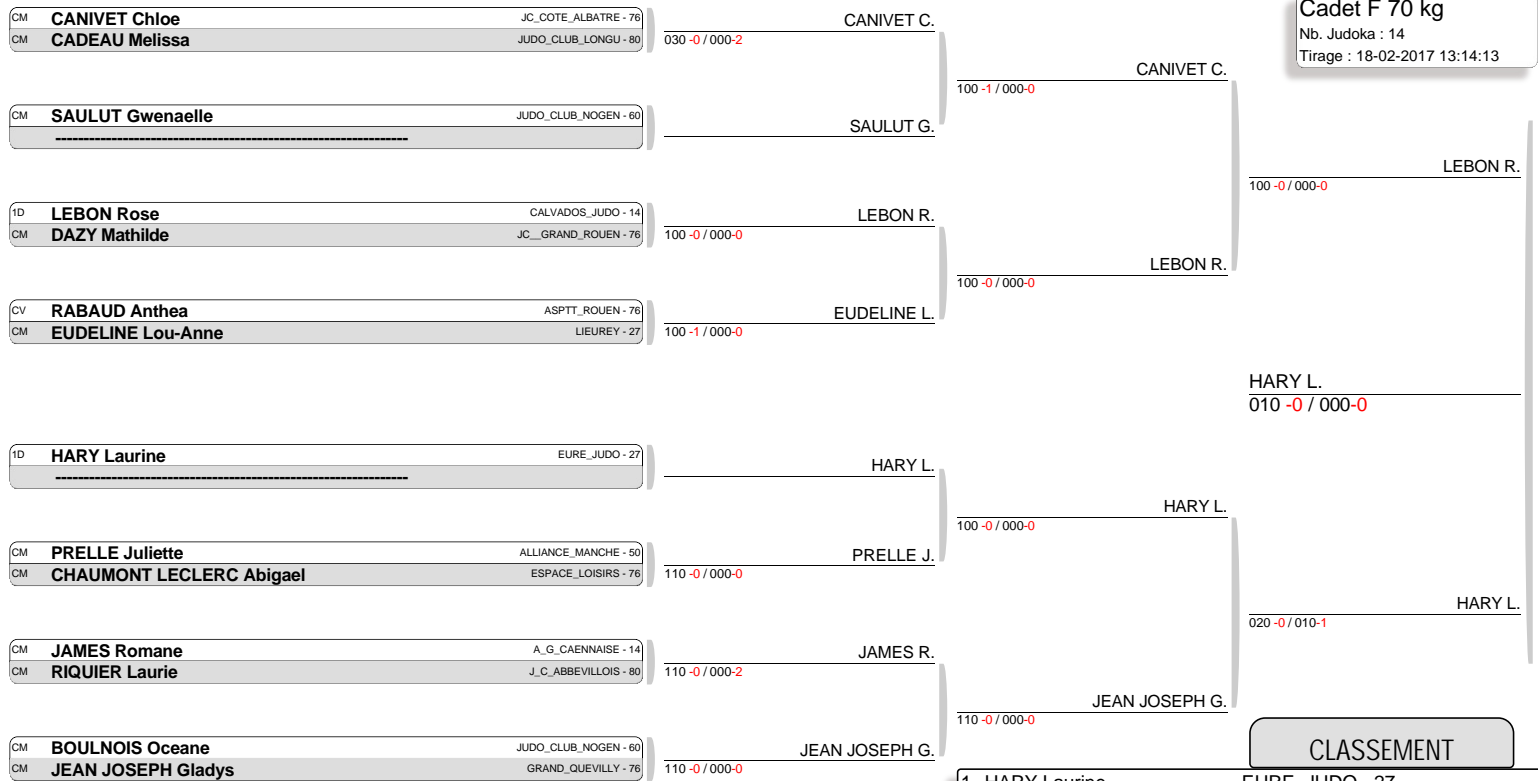 Cadet F 70 kg
Nb. Judoka : 14
Tirage : 18-02-2017 13:14:13
CM CANIVET Chloe JC_COTE_ALBATRE - 76
CM CADEAU Melissa JUDO_CLUB_LONGU - 80
CANIVET C.
030 -0 / 000-2
CANIVET C.
100 -1 / 000-0
CM SAULUT Gwenaelle JUDO_CLUB_NOGEN - 60
----------------------------------------------------------------
SAULUT G.
LEBON R.
100 -0 / 000-0
1D LEBON Rose CALVADOS_JUDO - 14
CM DAZY Mathilde JC__GRAND_ROUEN - 76
LEBON R.
100 -0 / 000-0
LEBON R.
100 -0 / 000-0
CV RABAUD Anthea ASPTT_ROUEN - 76
CM EUDELINE Lou-Anne LIEUREY - 27
EUDELINE L.
100 -1 / 000-0
HARY L.
010 -0 / 000-0
1D HARY Laurine EURE_JUDO - 27
----------------------------------------------------------------
HARY L.
HARY L.
100 -0 / 000-0
CM PRELLE Juliette ALLIANCE_MANCHE - 50
CM CHAUMONT LECLERC Abigael ESPACE_LOISIRS - 76
PRELLE J.
110 -0 / 000-0
HARY L.
020 -0 / 010-1
CM JAMES Romane A_G_CAENNAISE - 14
CM RIQUIER Laurie J_C_ABBEVILLOIS - 80
JAMES R.
110 -0 / 000-2
JEAN JOSEPH G.
110 -0 / 000-0
CM BOULNOIS Oceane JUDO_CLUB_NOGEN - 60
CM JEAN JOSEPH Gladys GRAND_QUEVILLY - 76
JEAN JOSEPH G.
110 -0 / 000-0
CLASSEMENT
1 HARY Laurine EURE_JUDO - 27